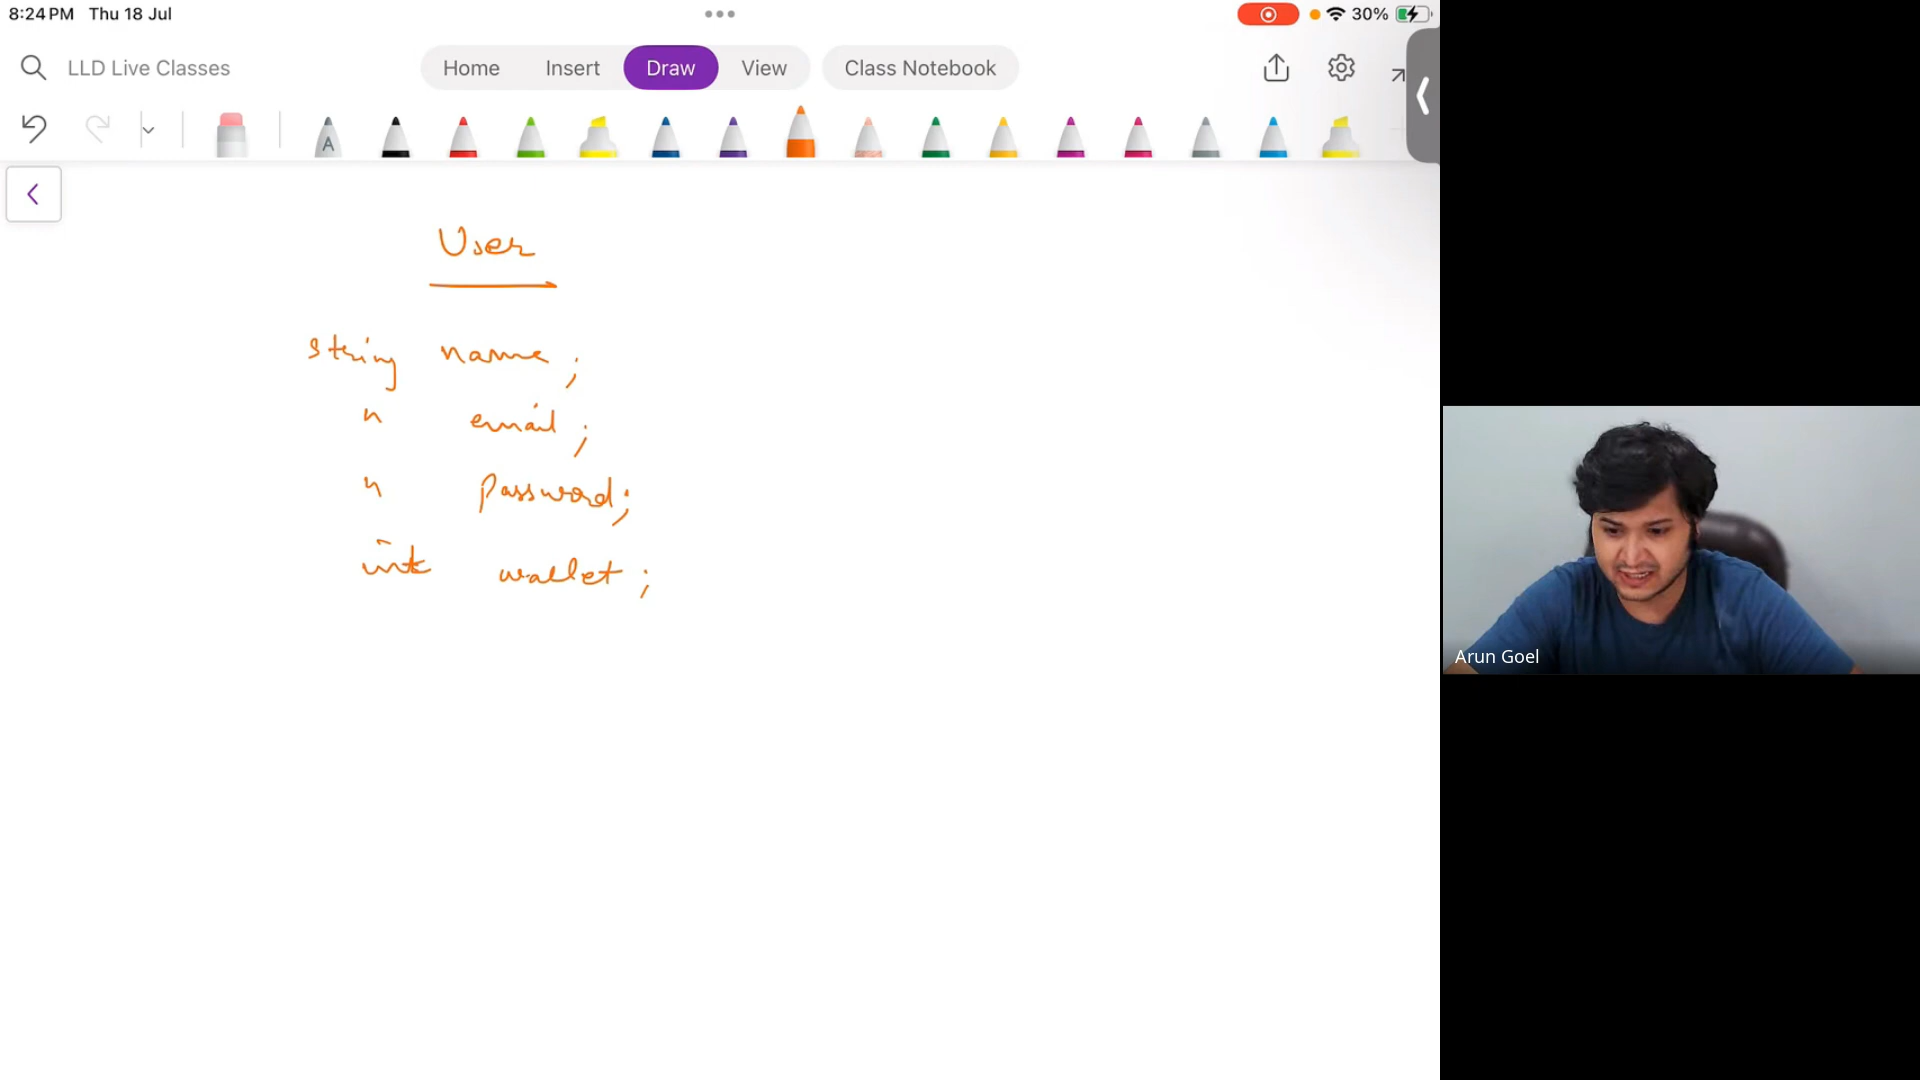 8:24 PM Thu 18 Jul
30%
LLD Live Classes
Home Insert Draw View Class Notebook
A
User
string name ;
" email ;
" password ;
int wallet ;
Arun Goel